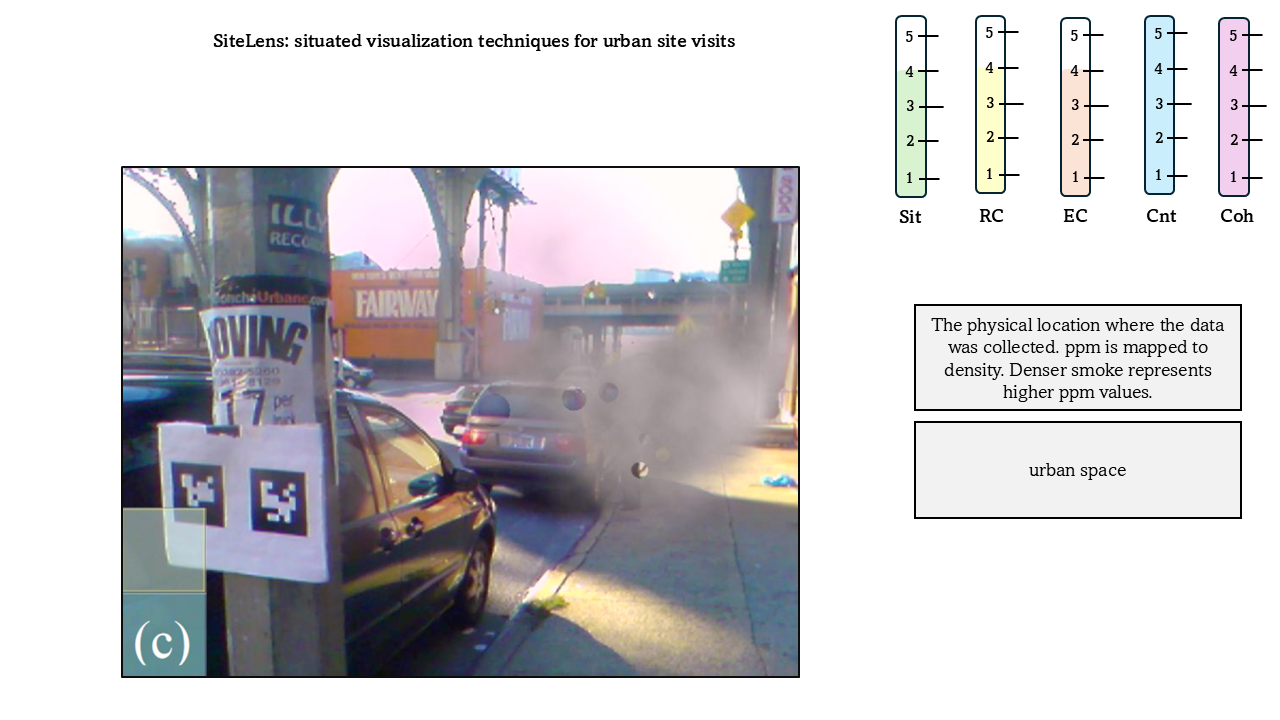 SiteLens: situated visualization techniques for urban site visits
5
4
3
2
1
Sit
5
4
3
2
1
RC
5
4
3
2
1
EC
5
4
3
2
1
Cnt
5
4
3
2
1
Coh
The physical location where the data
was collected. ppm is mapped to
density. Denser smoke represents
higher ppm values.
urban space
ILLY
FAIRWAY
OVING
per
(c)